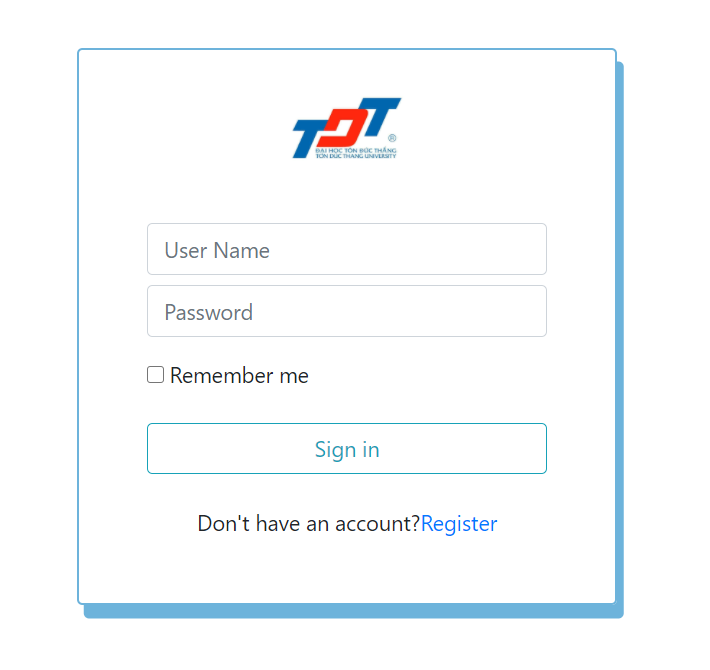 TDT
®
ĐẠI HỌC TÔN ĐỨC THẮNG
TON DUC THANG UNIVERSITY
User Name
Password
Remember me
Sign in
Don't have an account?Register